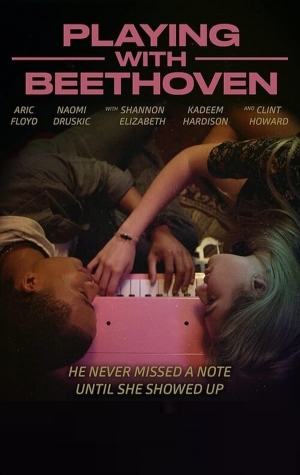 PLAYING
WITH
BEETHOVEN
ARIC FLOYD
NAOMI DRUSKIC
WITH SHANNON ELIZABETH
KADEEM HARDISON
AND CLINT HOWARD
HE NEVER MISSED A NOTE
UNTIL SHE SHOWED UP